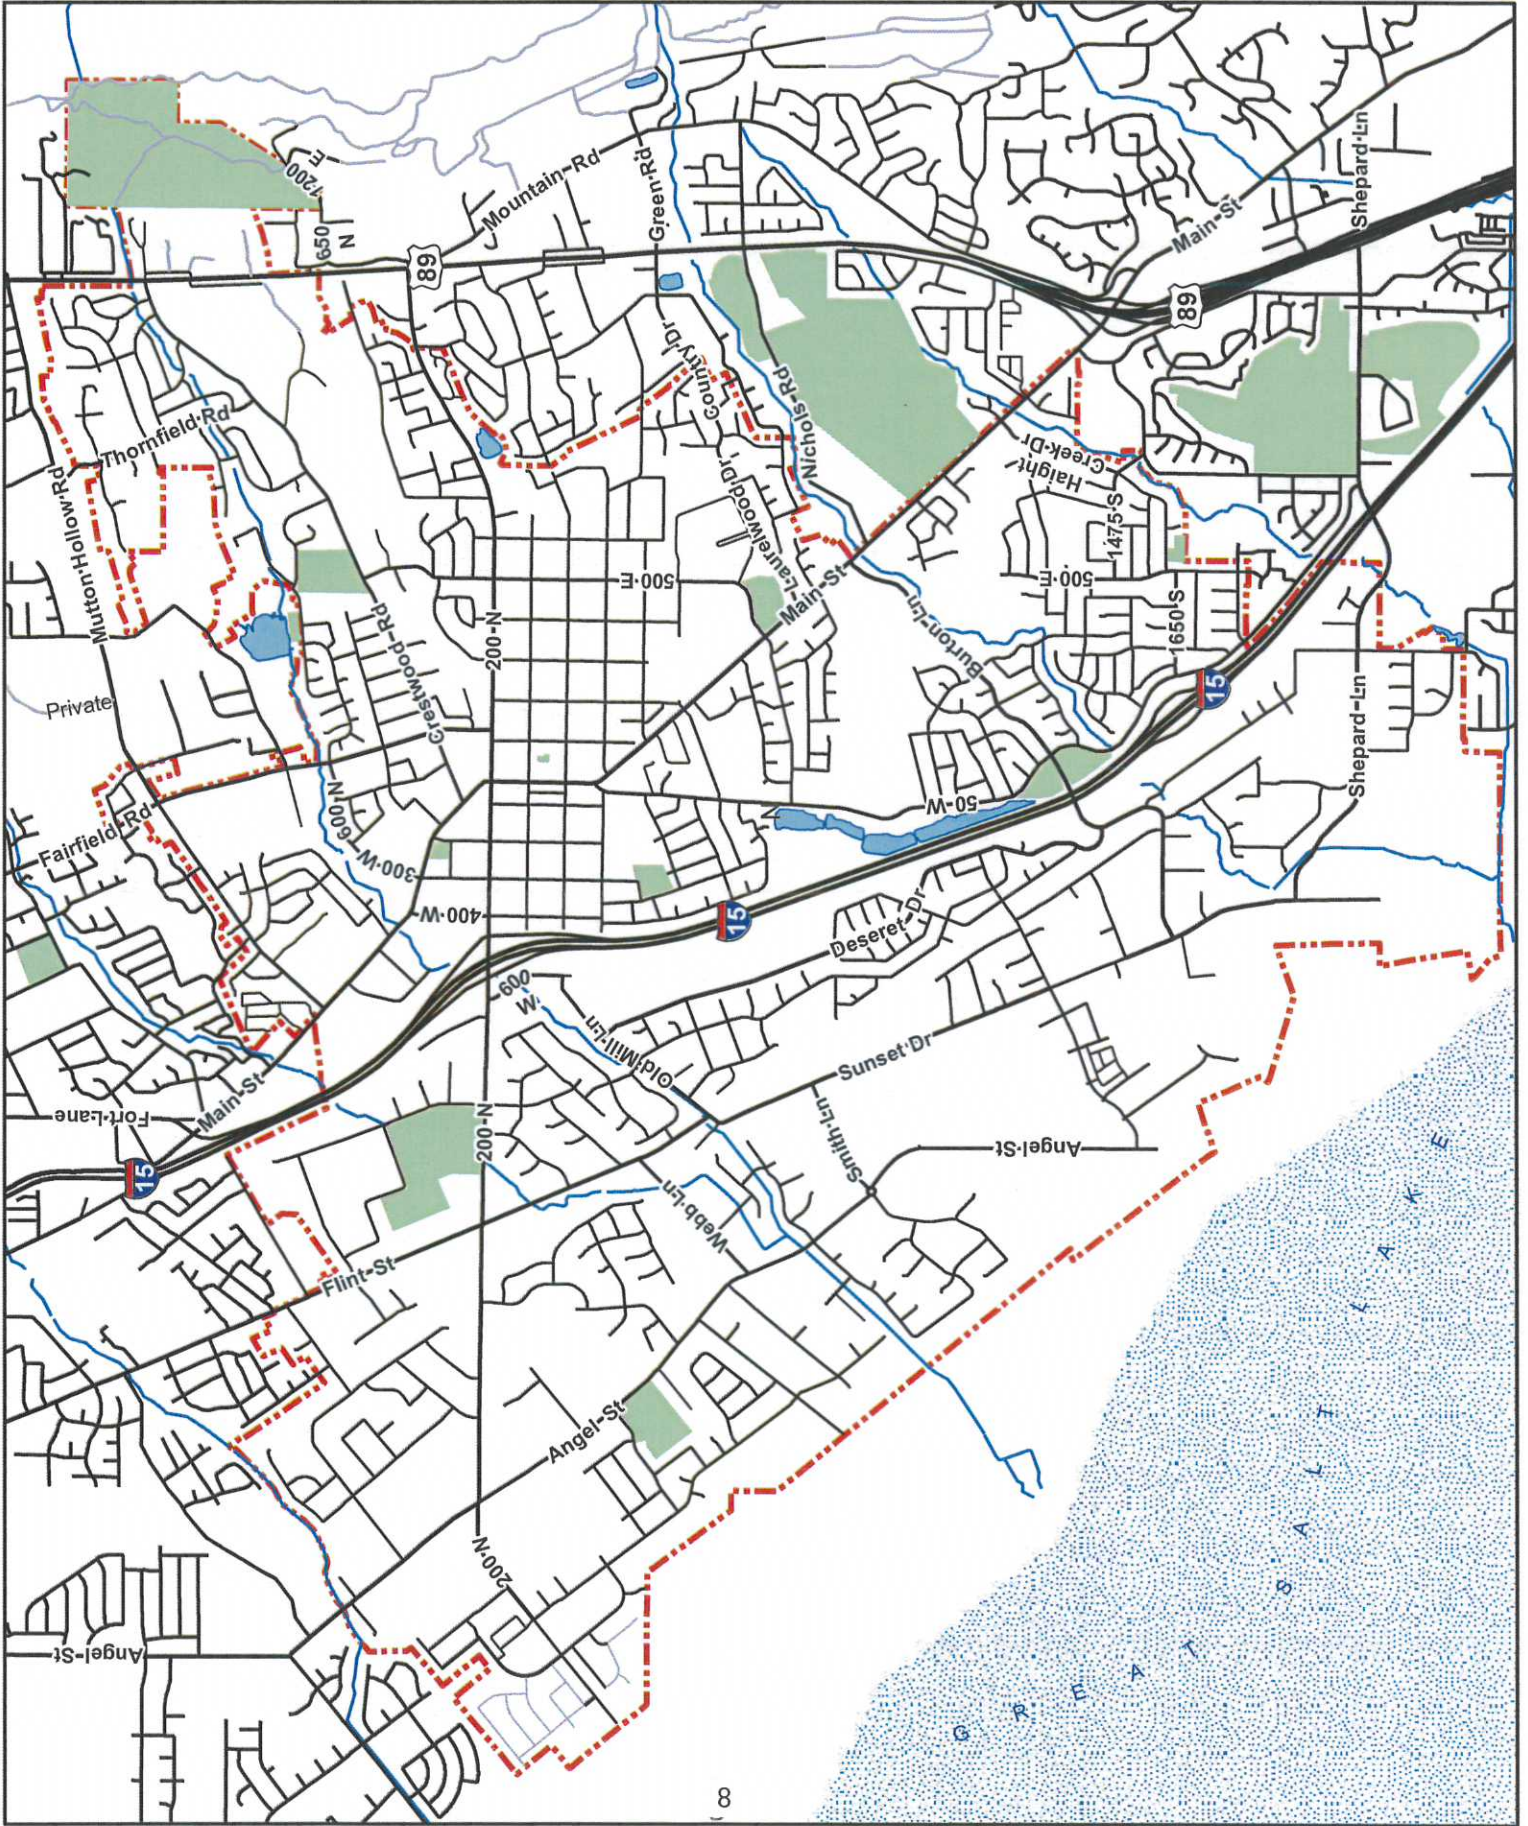 1200 E
650 N
Mountain Rd
Green Rd
89
Main St
Shepard Ln
89
Thornfield Rd
Mutton Hollow Rd
Country Dr
Nichols Rd
Laurelwood Dr
Haight Creek Dr
1475 S
500 E
500 E
1650 S
Main St
Burton Ln
200 N
Crestwood Rd
Private
15
Shepard Ln
Fairfield Rd
600 N
300 W
400 W
50 W
15
Deseret Dr
600 W
Old Mill Ln
Sunset Dr
Smith Ln
Fort Lane
Main St
15
200 N
Angel St
Webb Ln
Flint St
Angel St
200 N
Angel St
GREAT SALT LAKE
8